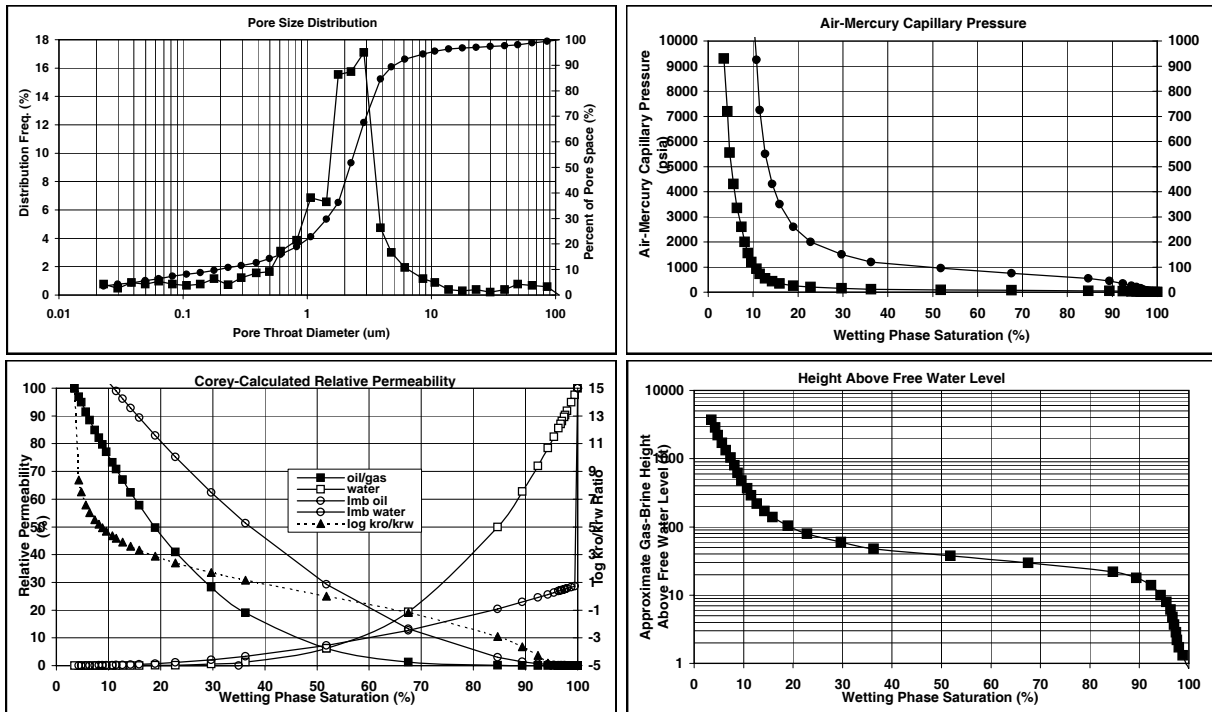 Pore Size Distribution
18
16
14
12
10
8
6
4
2
0
100
90
80
70
60
50
40
30
20
10
0
0.01 0.1 1 10 100
Distribution Freq. (%)
Percent of Pore Space (%)
Pore Throat Diameter (um)
Air-Mercury Capillary Pressure
10000
9000
8000
7000
6000
5000
4000
3000
2000
1000
0
1000
900
800
700
600
500
400
300
200
100
0
0 10 20 30 40 50 60 70 80 90 100
Air-Mercury Capillary Pressure
(psia)
Wetting Phase Saturation (%)
Corey-Calculated Relative Permeability
100
90
80
70
60
50
40
30
20
10
0
15
13
11
9
7
5
3
1
-1
-3
-5
0 10 20 30 40 50 60 70 80 90 100
Relative Permeability
(%)
log kro/krw Ratio
oil/gas
water
Imb oil
Imb water
log kro/krw
Wetting Phase Saturation (%)
Height Above Free Water Level
10000
1000
100
10
1
0 10 20 30 40 50 60 70 80 90 100
Approximate Gas-Brine Height
Above Free Water Level (ft)
Wetting Phase Saturation (%)